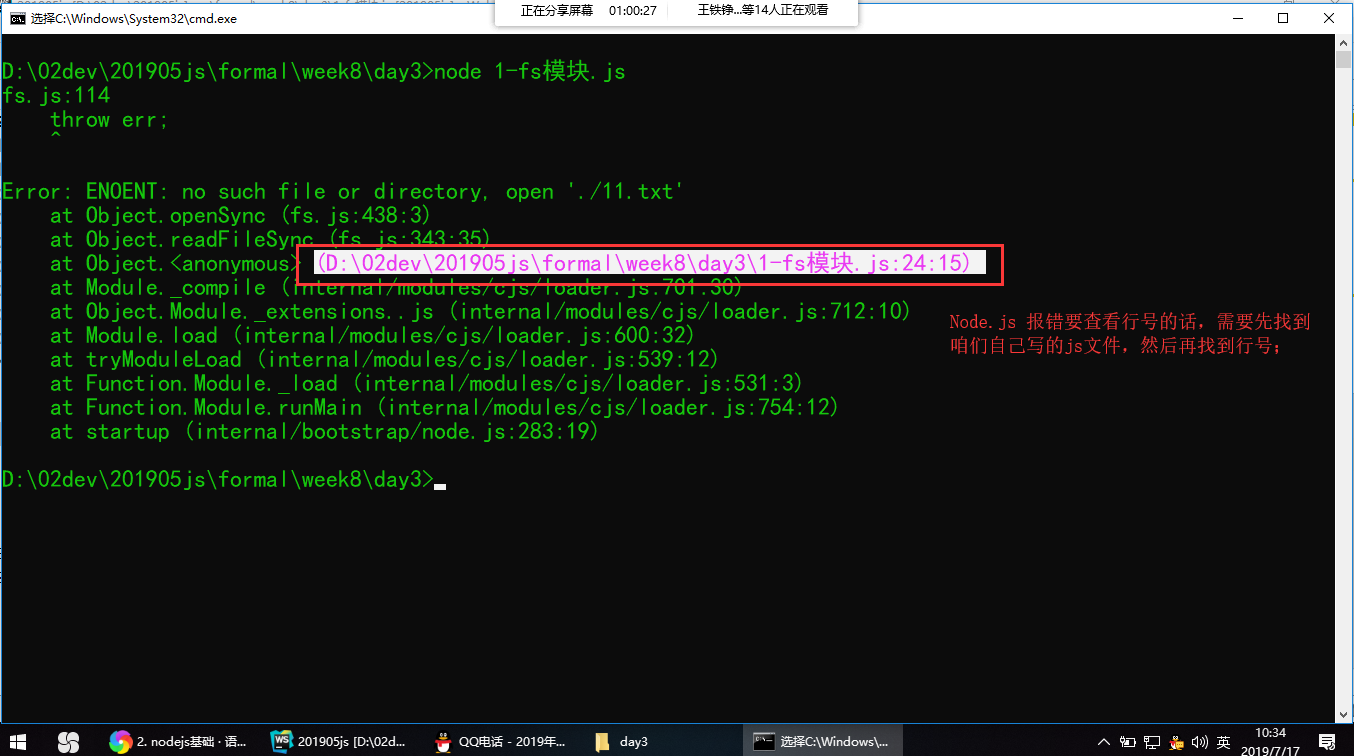 正在分享屏幕 01:00:27 王轶铮...等14人正在观看
选择C:\Windows\System32\cmd.exe
D:\02dev\201905js\formal\week8\day3>node 1-fs模块.js
fs.js:114
throw err;
^
Error: ENOENT: no such file or directory, open './11.txt'
at Object.openSync (fs.js:438:3)
at Object.readFileSync (fs.js:343:35)
at Object.<anonymous> (D:\02dev\201905js\formal\week8\day3\1-fs模块.js:24:15)
at Module._compile (internal/modules/cjs/loader.js:701:30)
at Object.Module._extensions..js (internal/modules/cjs/loader.js:712:10)
at Module.load (internal/modules/cjs/loader.js:600:32)
at tryModuleLoad (internal/modules/cjs/loader.js:539:12)
at Function.Module._load (internal/modules/cjs/loader.js:531:3)
at Function.Module.runMain (internal/modules/cjs/loader.js:754:12)
at startup (internal/bootstrap/node.js:283:19)
Node.js 报错要查看行号的话，需要先找到
咱们自己写的js文件，然后再找到行号；
D:\02dev\201905js\formal\week8\day3>
2. nodejs基础 · 语... 201905js [D:\02d... QQ电话 - 2019年... day3 选择C:\Windows\... 英 10:34
2019/7/17